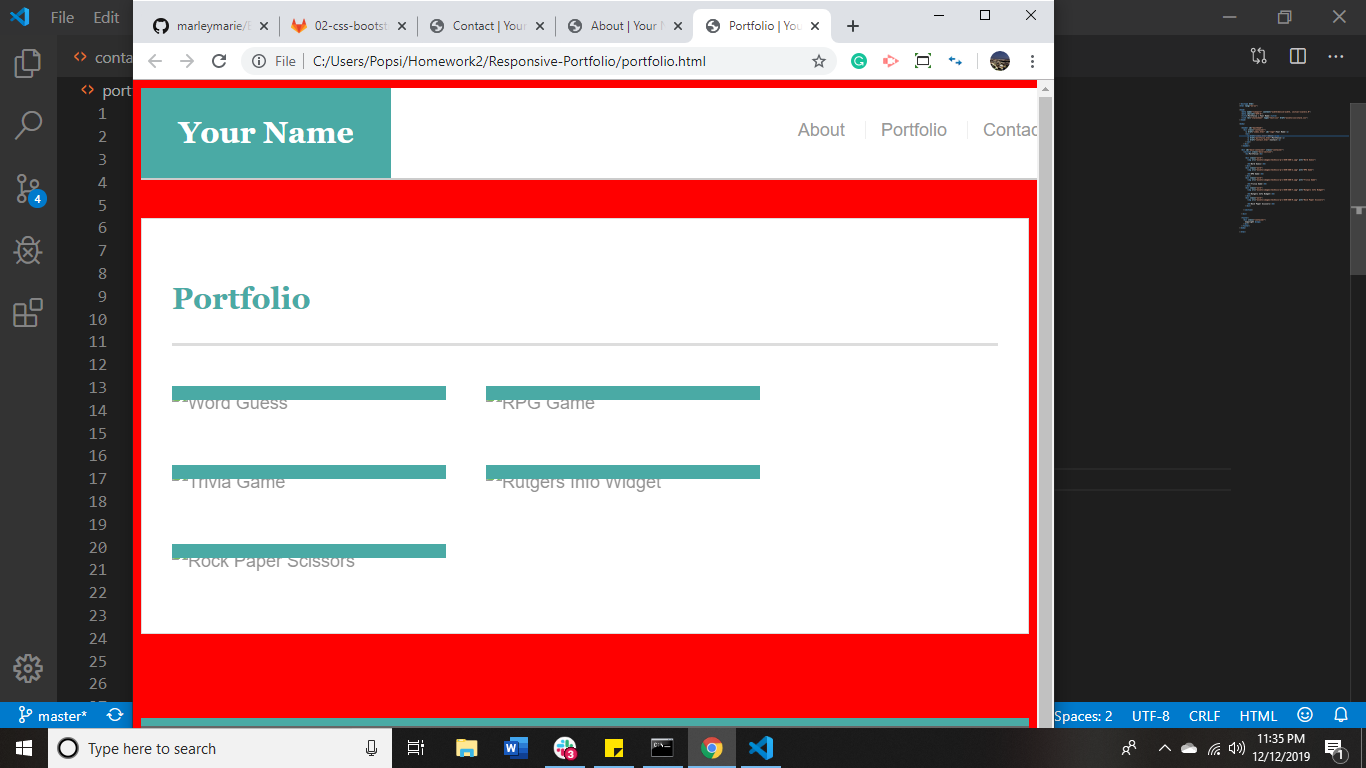 File Edit
marleymarie/
02-css-bootst
Contact | Your
About | Your N
Portfolio | You
conta
File C:/Users/Popsi/Homework2/Responsive-Portfolio/portfolio.html
port
1
2
3
4
5
6
7
8
9
10
11
12
13
14
15
16
17
18
19
20
21
22
23
24
25
26
4
Your Name
About Portfolio Contac
Portfolio
Word Guess RPG Game
Trivia Game Rutgers Info Widget
Rock Paper Scissors
master* Spaces: 2 UTF-8 CRLF HTML
Type here to search
3
11:35 PM
12/12/2019
1